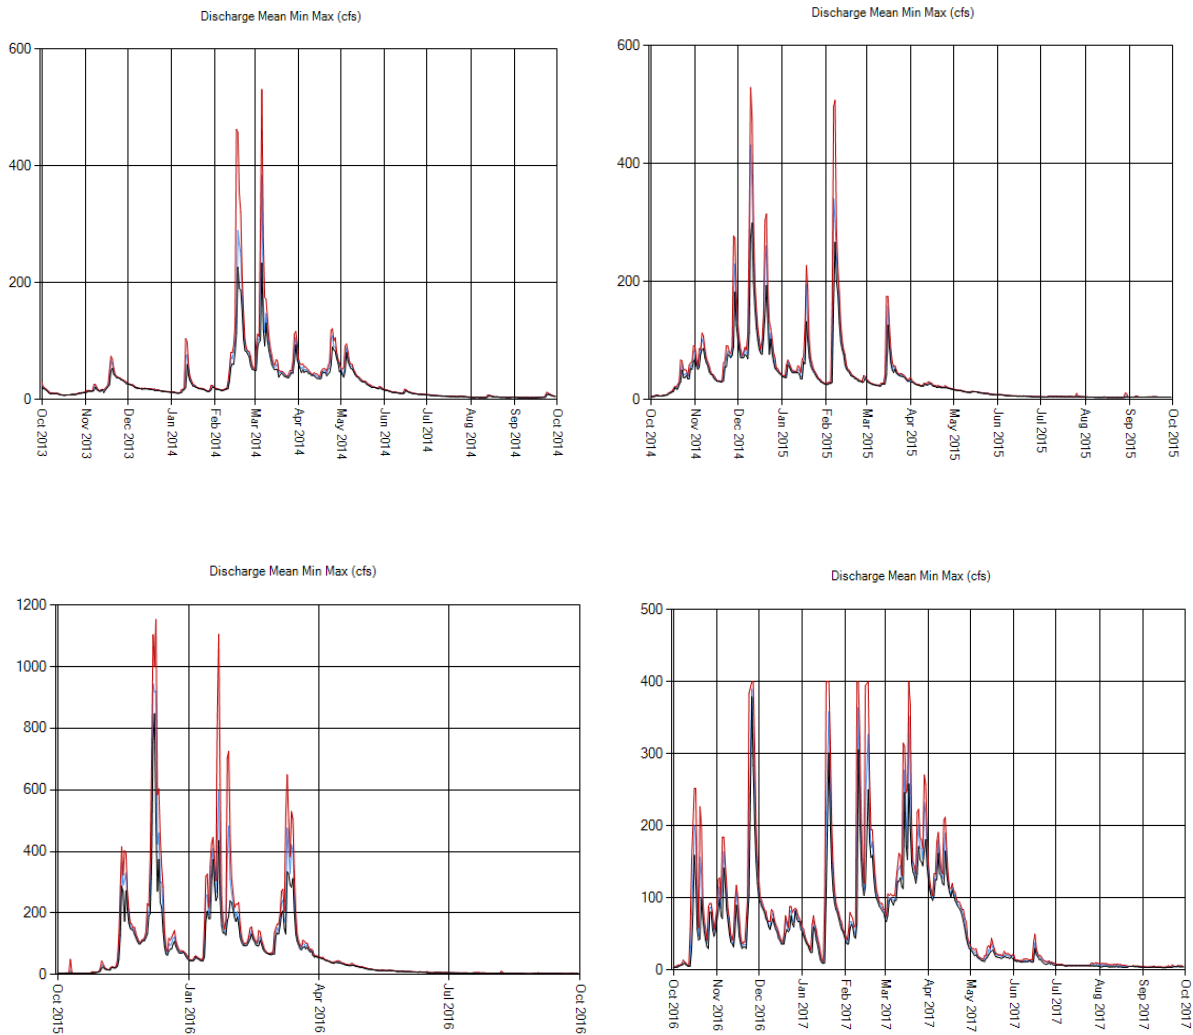 Discharge Mean Min Max (cfs)
600
400
200
0
Oct 2013
Nov 2013
Dec 2013
Jan 2014
Feb 2014
Mar 2014
Apr 2014
May 2014
Jun 2014
Jul 2014
Aug 2014
Sep 2014
Oct 2014
Discharge Mean Min Max (cfs)
600
400
200
0
Oct 2014
Nov 2014
Dec 2014
Jan 2015
Feb 2015
Mar 2015
Apr 2015
May 2015
Jun 2015
Jul 2015
Aug 2015
Sep 2015
Oct 2015
Discharge Mean Min Max (cfs)
1200
1000
800
600
400
200
0
Oct 2015
Jan 2016
Apr 2016
Jul 2016
Oct 2016
Discharge Mean Min Max (cfs)
500
400
300
200
100
0
Oct 2016
Nov 2016
Dec 2016
Jan 2017
Feb 2017
Mar 2017
Apr 2017
May 2017
Jun 2017
Jul 2017
Aug 2017
Sep 2017
Oct 2017